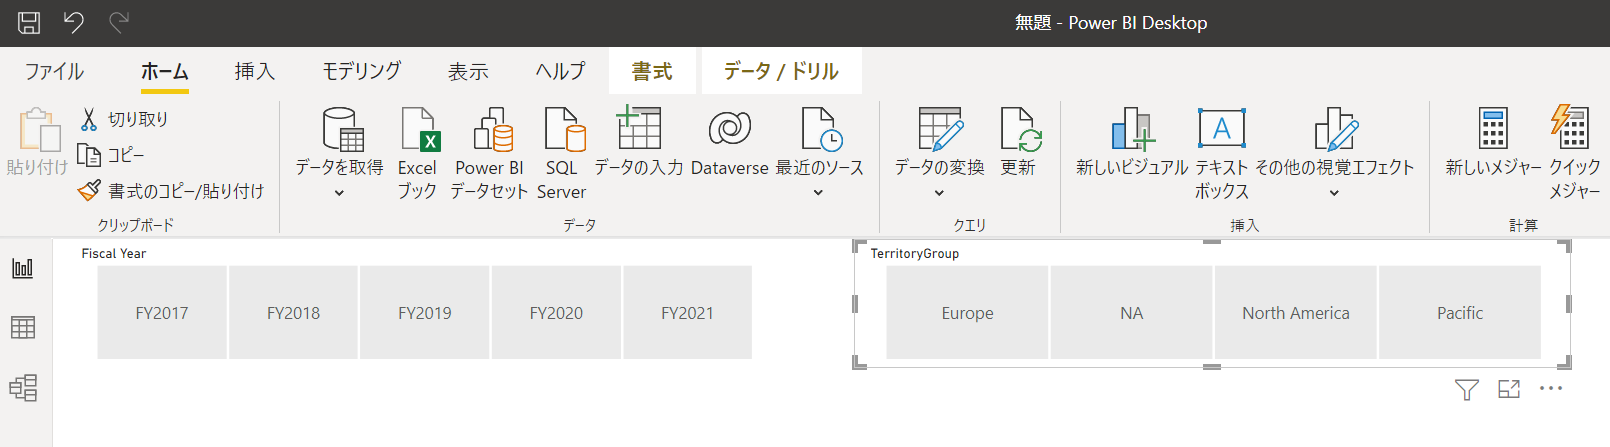 無題 - Power BI Desktop
ファイル ホーム 挿入 モデリング 表示 ヘルプ 書式 データ / ドリル
貼り付け
切り取り
コピー
書式のコピー/貼り付け
クリップボード
データを取得
Excel
ブック
Power BI
データセット
SQL
Server
データの入力
Dataverse
最近のソース
データ
データの変換
更新
クエリ
新しいビジュアル
テキスト
ボックス
その他の視覚エフェクト
挿入
新しいメジャー
クイック
メジャー
計算
Fiscal Year
FY2017 FY2018 FY2019 FY2020 FY2021
TerritoryGroup
Europe NA North America Pacific